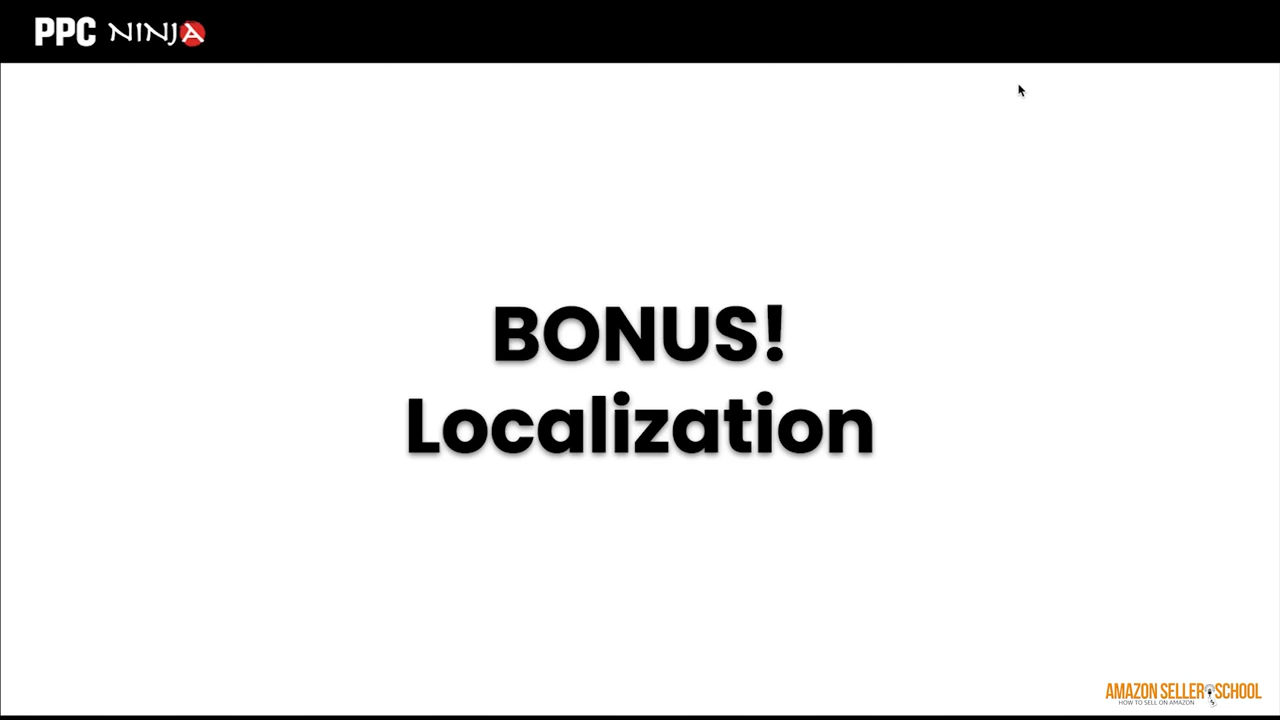 PPC NINJA
BONUS!
Localization
AMAZON SELLER SCHOOL
HOW TO SELL ON AMAZON